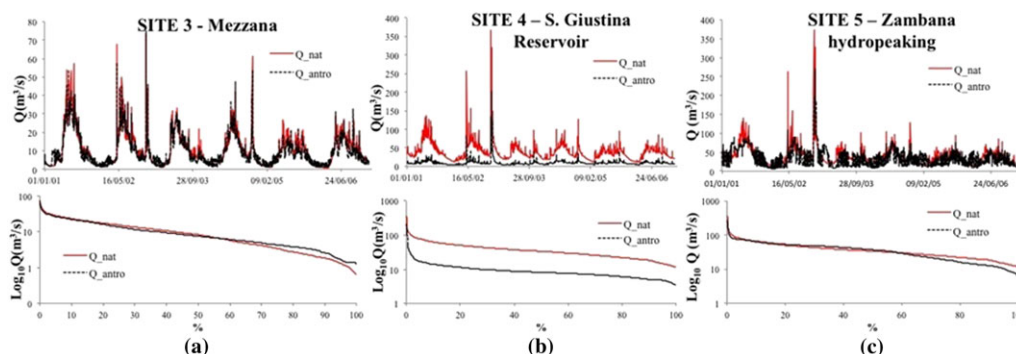 SITE 3 - Mezzana
Q(m³/s)
80
70
60
50
40
30
20
10
0
Q_nat
Q_antro
01/01/01 16/05/02 28/09/03 09/02/05 24/06/06
Log₁₀Q(m³/s)
100
10
1
0
Q_nat
Q_antro
0 10 20 30 40 50 60 70 80 90 100
%
(a)
SITE 4 – S. Giustina
Reservoir
Q(m³/s)
400
350
300
250
200
150
100
50
0
Q_nat
Q_antro
01/01/01 16/05/02 28/09/03 09/02/05 24/06/06
Log₁₀Q(m³/s)
1000
100
10
1
Q_nat
Q_antro
0 20 40 60 80 100
%
(b)
SITE 5 – Zambana
hydropeaking
Q(m³/s)
400
350
300
250
200
150
100
50
0
Q_nat
Q_antro
01/01/01 16/05/02 28/09/03 09/02/05 24/06/06
Log₁₀ Q (m³/s)
1000
100
10
1
Q_nat
Q_antro
0 20 40 60 80 100
%
(c)